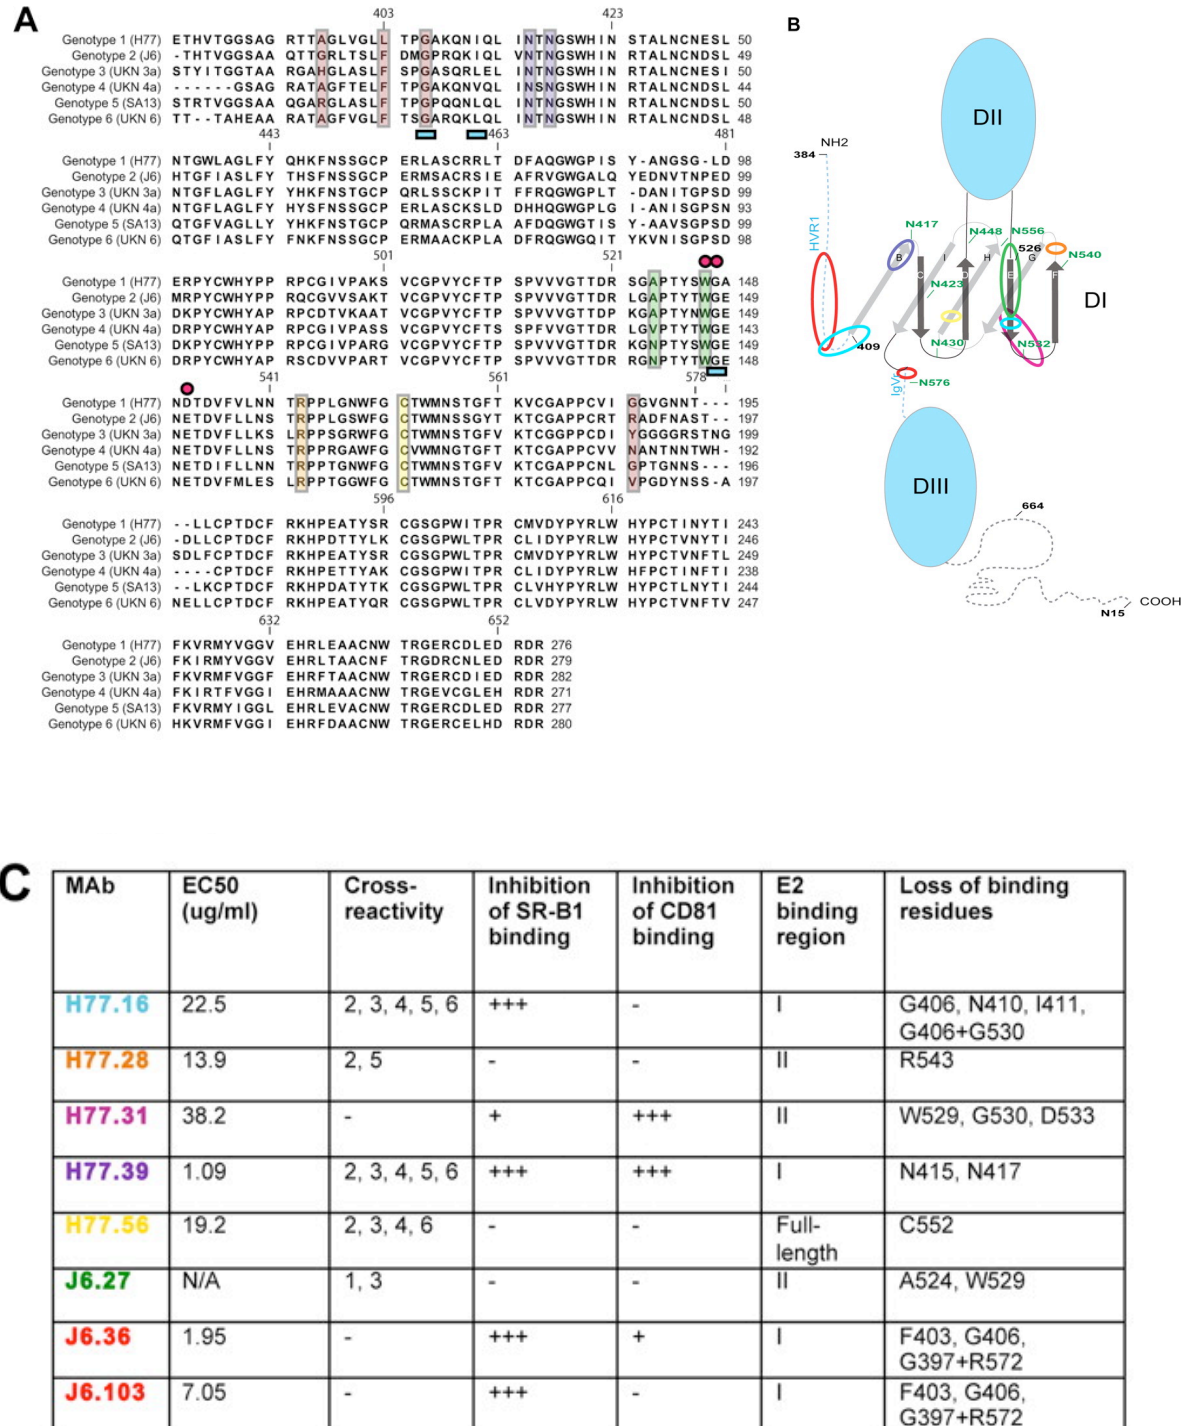 A
403 423
Genotype 1 (H77) ETHVTGGSAG RTTAGLVGLL TPGAKQNIQL INTNGSWHIN STALNCNESL 50
Genotype 2 (J6) -THTVGGSAA QTTGRLTSLF DMGPRQKIQL VNTNGSWHIN RTALNCNDSL 49
Genotype 3 (UKN 3a) STYITGGTAA RGAHGLASLF SPGASQRLEL INTNGSWHIN RTALNCNESI 50
Genotype 4 (UKN 4a) ------GSAG RATAGFTELF TPGAKQNVQL INSNGSWHIN RTALNCNDSL 44
Genotype 5 (SA13) STRTVGGSAA QGARGLASLF TPGPQQNLQL INTNGSWHIN RTALNCNDSL 50
Genotype 6 (UKN 6) TT--TAHEAA RATAGFVGLF TSGARQKLQL INTNGSWHIN RTALNCNDSL 48
443 463 481
Genotype 1 (H77) NTGWLAGLFY QHKFNSSGCP ERLASCRRLT DFAQGWGPIS Y-ANGSG-LD 98
Genotype 2 (J6) HTGFIASLFY THSFNSSGCP ERMSACRSIE AFRVGWGALQ YEDNVTNPED 99
Genotype 3 (UKN 3a) NTGFLAGLFY YHKFNSTGCP QRLSSCKPIT FFRQGWGPLT -DANITGPSD 99
Genotype 4 (UKN 4a) NTGFLAGLFY HYSFNSSGCP ERLASCKSLD DHHQGWGPLG I-ANISGPSN 93
Genotype 5 (SA13) QTGFLASLFY YHKFNSTGCP QRMASCRPLA DFDQGWGTIS Y-AAVSGPSD 99
Genotype 6 (UKN 6) QTGFIASLFY FNKFNSSGCP ERMAACKPLA DFRQGWGQIT YKVNISGPSD 98
501 521
Genotype 1 (H77) ERPYCWHYPP RPCGIVPAKS VCGPVYCFTP SPVVVGTTDR SGAPTYSWGA 148
Genotype 2 (J6) MRPYCWHYPP RQCGVVSAKT VCGPVYCFTP SPVVVGTTDR LGAPTYTWGE 149
Genotype 3 (UKN 3a) DKPYCWHYAP RPCDTVKAAT VCGPVYCFTP SPVVVGTTDP KGAPTYNWGE 149
Genotype 4 (UKN 4a) DRPYCWHYAP RPCGIVPASS VCGPVYCFTS SPFVVGTTDR LGVPTYTWGE 143
Genotype 5 (SA13) DKPYCWHYPP RPCGIVPARG VCGPVYCFTP SPVVVGTTDR KGNPTYSWGE 149
Genotype 6 (UKN 6) DRPYCWHYAP RSCGVVPART VCGPVYCFTP SPVVVGTTDR RGNPTYTWGE 148
541 561 578
Genotype 1 (H77) NDTDVFVLNN TRPPLGNWFG CTWMNSTGFT KVCGAPPCVI GGVGNNT--- 195
Genotype 2 (J6) NETDVFLLNN TRPPRGSWFG CTWMNSSGYT KTCGAPPCRT RADFNAST-- 197
Genotype 3 (UKN 3a) NETDVFLLKS LRPPSGRWFG CTWMNSTGFV KTCGGPPCDI YGGGGRSTNG 199
Genotype 4 (UKN 4a) NETDVFLLNS TRPPRGAWFG CVWMNGTGFT KTCGAPPCVV NANTNNTWH- 192
Genotype 5 (SA13) NETDIFLLNN TRPPTGNWFG CTWMNSTGFT KTCGAPPCNL GPTGNNS--- 196
Genotype 6 (UKN 6) NETDVFMLES LRPPTGGWFG CTWMNSTGFT KTCGAPPCQI VPGDYNSS-A 197
596 616
Genotype 1 (H77) --LLCPTDCF RKHPEATYSR CGSGPWITPR CMVDYPYRLW HYPCTINYTI 243
Genotype 2 (J6) -DLLCPTDCF RKHPDTTYLK CGSGPWLTPR CLIDYPYRLW HYPCTVNYTI 246
Genotype 3 (UKN 3a) SDLFCPTDCF RKHPEATYSR CGSGPWLTPR CMVDYPYRLW HYPCTVNFTL 249
Genotype 4 (UKN 4a) ----CPTDCF RKHPETTYAK CGSGPWITPR CLIDYPYRLW HFPCTINFTI 238
Genotype 5 (SA13) --LKCPTDCF RKHPDATYTK CGSGPWLTPR CLVHYPYRLW HYPCTLNYTI 244
Genotype 6 (UKN 6) NELLCPTDCF RKHPEATYQR CGSGPWLTPR CLVDYPYRLW HYPCTVNFTV 247
632 652
Genotype 1 (H77) FKVRMYVGGV EHRLEAACNW TRGERCDLED RDR 276
Genotype 2 (J6) FKIRMYVGGV EHRLTAACNF TRGDRCNLED RDR 279
Genotype 3 (UKN 3a) FKVRMFVGGF EHRFTAACNW TRGERCDIED RDR 282
Genotype 4 (UKN 4a) FKIRTFVGGI EHRMAAACNW TRGEVCGLEH RDR 271
Genotype 5 (SA13) FKVRMYIGGL EHRLEVACNW TRGERCDLED RDR 277
Genotype 6 (UKN 6) HKVRMFVGGI EHRFDAACNW TRGERCELHD RDR 280
B
DII
NH2
384
HVR1
N417
N448
N556
526
N540
B
C
I
D
H
E
G
F
N423
DI
409
N430
N532
IgVr
N576
DIII
664
COOH
N15
C
MAb EC50 (ug/ml) Cross-reactivity Inhibition of SR-B1 binding Inhibition of CD81 binding E2 binding region Loss of binding residues
H77.16 22.5 2, 3, 4, 5, 6 +++ - I G406, N410, I411, G406+G530
H77.28 13.9 2, 5 - - II R543
H77.31 38.2 - + +++ II W529, G530, D533
H77.39 1.09 2, 3, 4, 5, 6 +++ +++ I N415, N417
H77.56 19.2 2, 3, 4, 6 - - Full-length C552
J6.27 N/A 1, 3 - - II A524, W529
J6.36 1.95 - +++ + I F403, G406, G397+R572
J6.103 7.05 - +++ - I F403, G406, G397+R572